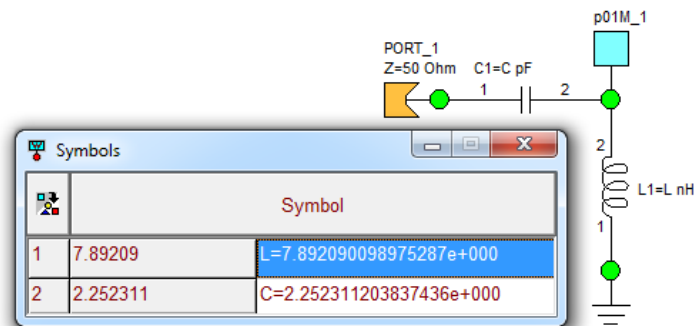 p01M_1
PORT_1
Z=50 Ohm C1=C pF
1 2
2
L1=L nH
1
Symbols
Symbol
1 7.89209 L=7.892090098975287e+000
2 2.252311 C=2.252311203837436e+000